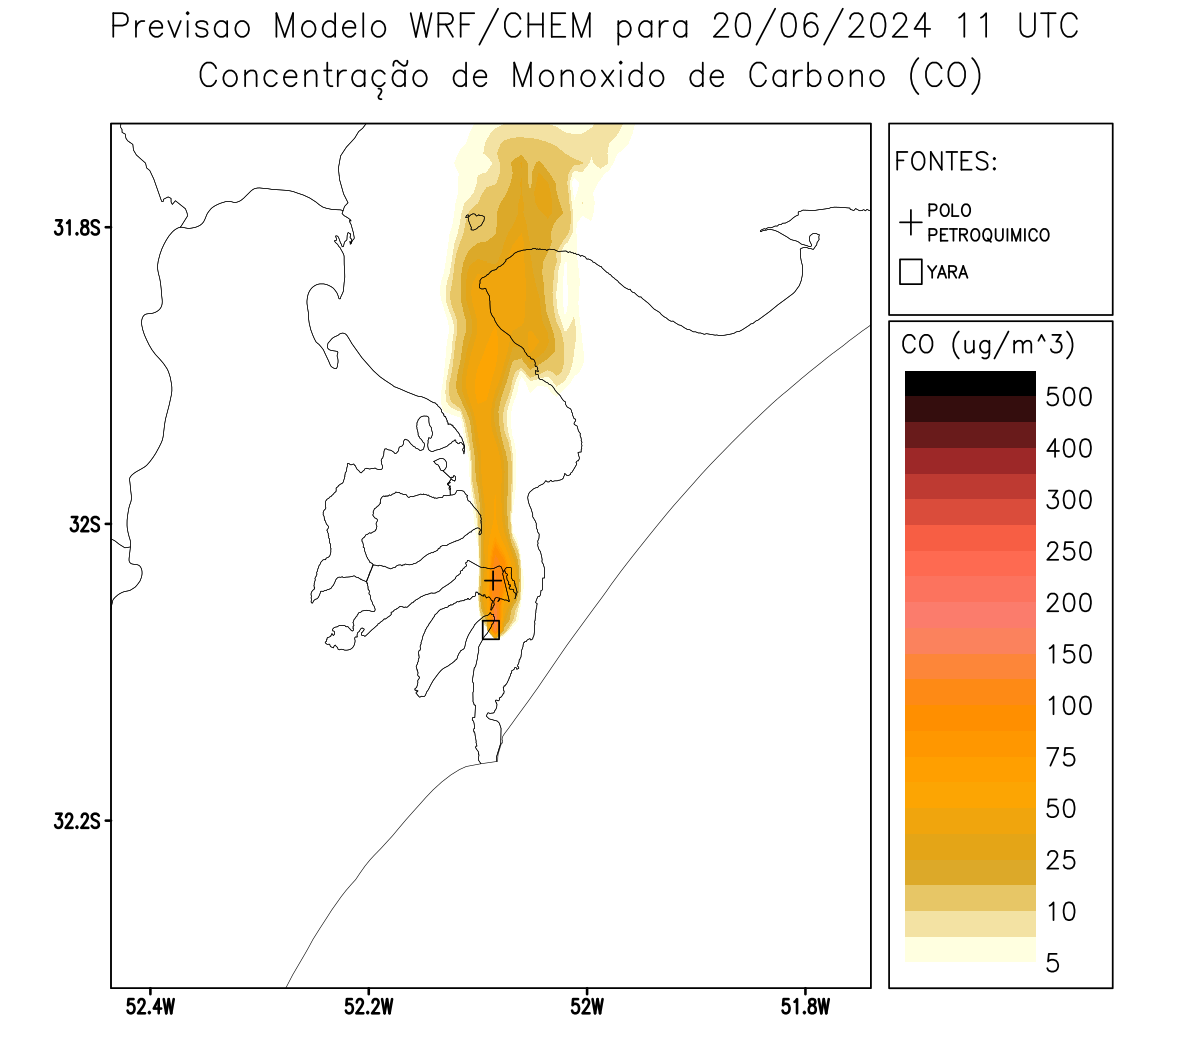 Previsao Modelo WRF/CHEM para 20/06/2024 11 UTC
Concentração de Monoxido de Carbono (CO)
FONTES:
POLO
PETROQUIMICO
YARA
CO (ug/m^3)
500
400
300
250
200
150
100
75
50
25
10
5
31.8S
32S
32.2S
52.4W
52.2W
52W
51.8W